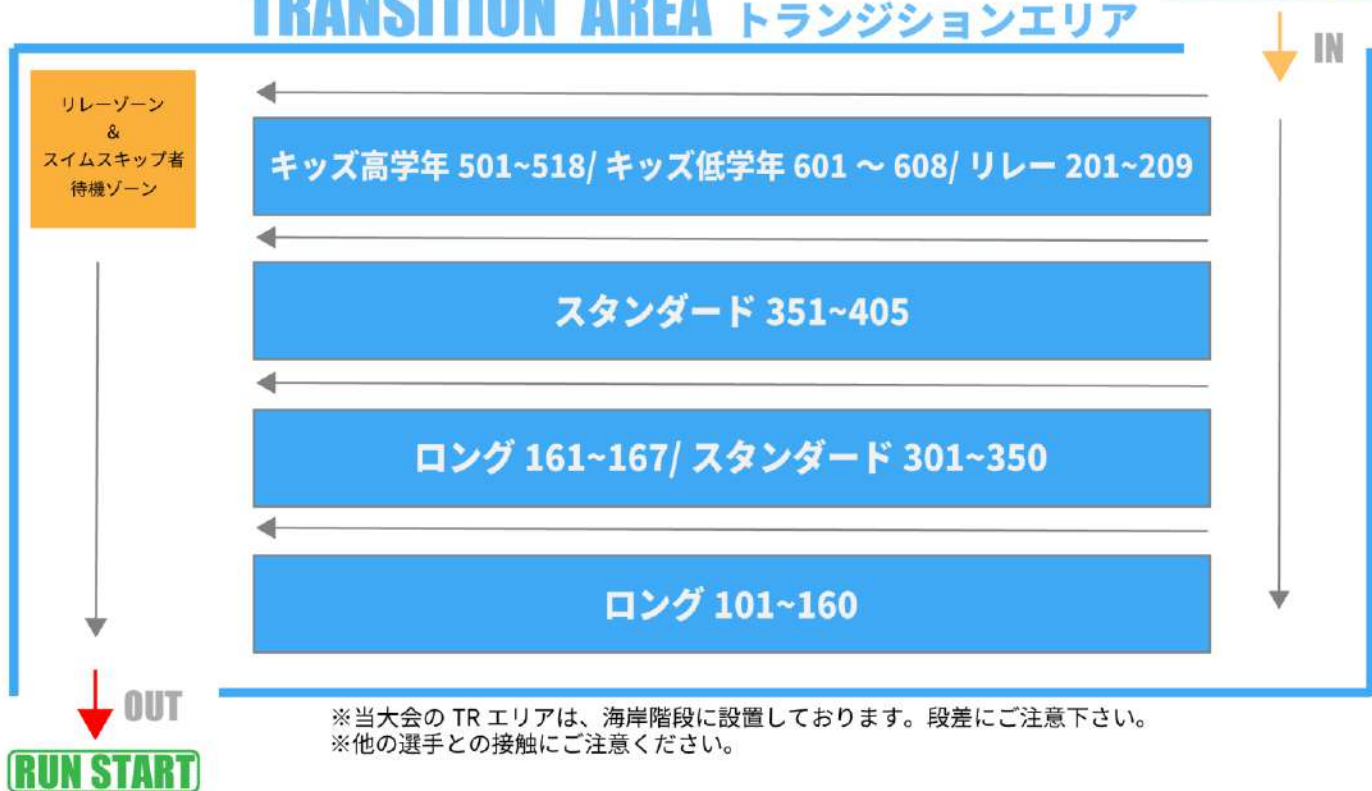 TRANSITION AREA トランジションエリア
IN
リレーゾーン
&
スイムスキップ者
待機ゾーン
キッズ高学年 501~518/ キッズ低学年 601 ～ 608/ リレー 201~209
スタンダード 351~405
ロング 161~167/ スタンダード 301~350
ロング 101~160
OUT
RUN START
※当大会の TR エリアは、海岸階段に設置しております。段差にご注意下さい。
※他の選手との接触にご注意ください。